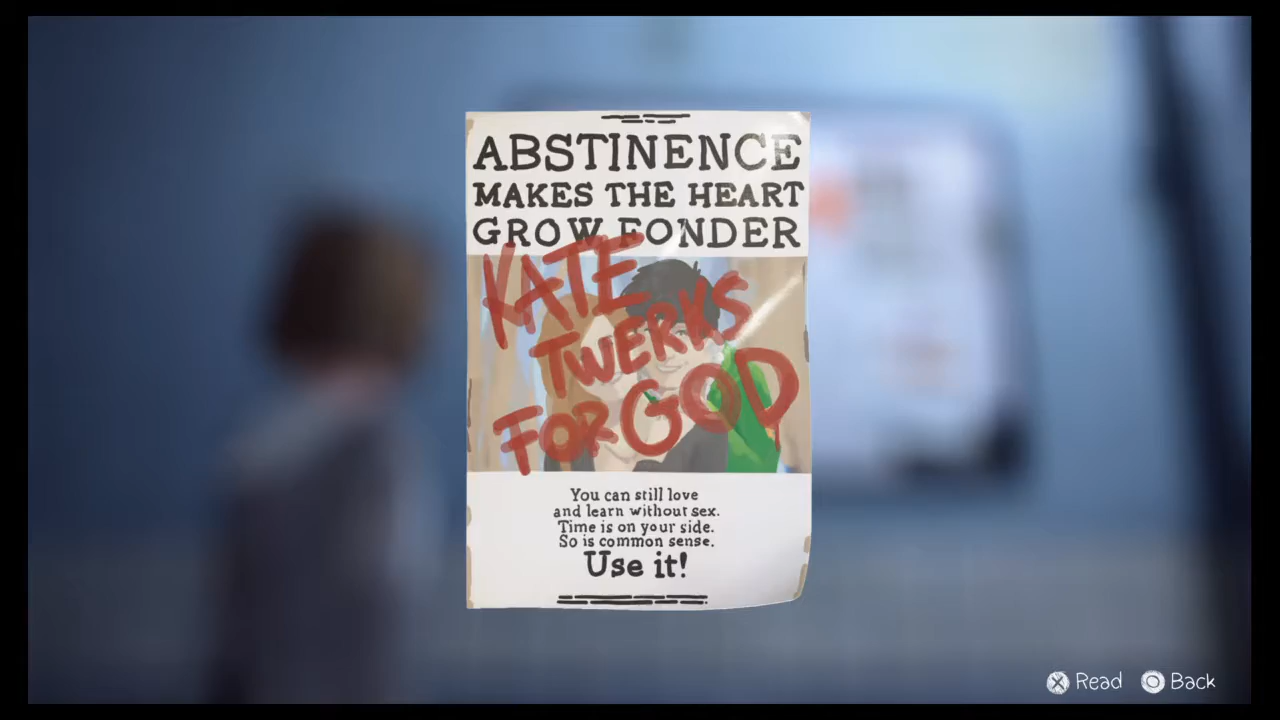 ABSTINENCE
MAKES THE HEART
GROW FONDER
KATE
TWERKS
FOR GOD
You can still love
and learn without sex.
Time is on your side.
So is common sense.
Use it!
Read Back